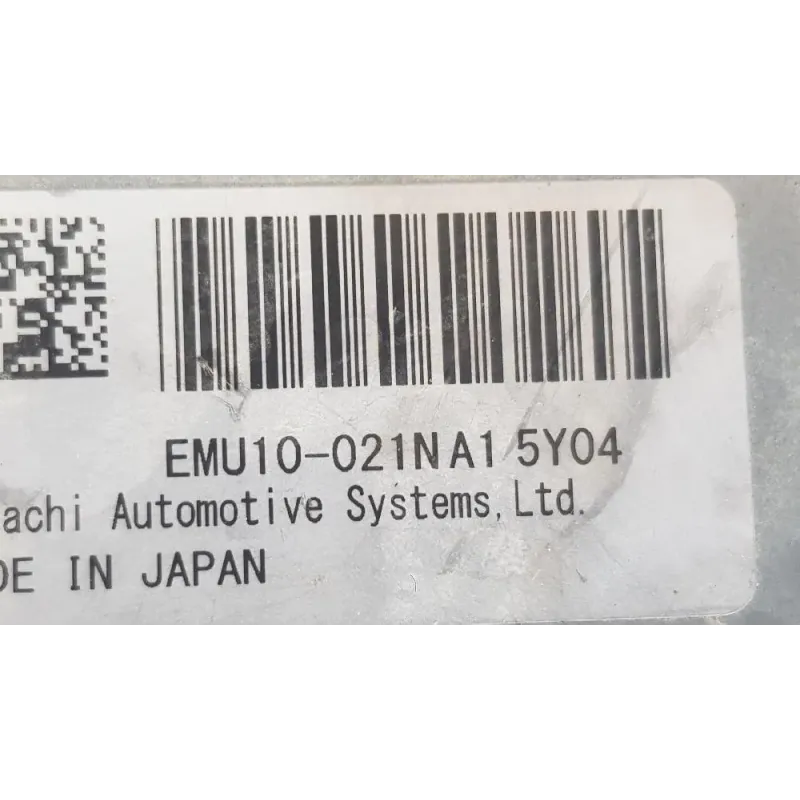 EMU10-021NA1 5Y04
achi Automotive Systems,Ltd.
DE IN JAPAN